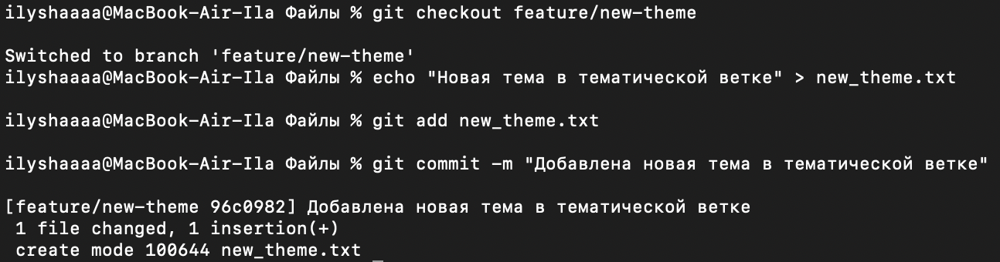 ilyshaaaa@MacBook-Air-Ila Файлы % git checkout feature/new-theme
Switched to branch 'feature/new-theme'
ilyshaaaa@MacBook-Air-Ila Файлы % echo "Новая тема в тематической ветке" > new_theme.txt
ilyshaaaa@MacBook-Air-Ila Файлы % git add new_theme.txt
ilyshaaaa@MacBook-Air-Ila Файлы % git commit -m "Добавлена новая тема в тематической ветке"
[feature/new-theme 96c0982] Добавлена новая тема в тематической ветке
1 file changed, 1 insertion(+)
create mode 100644 new_theme.txt